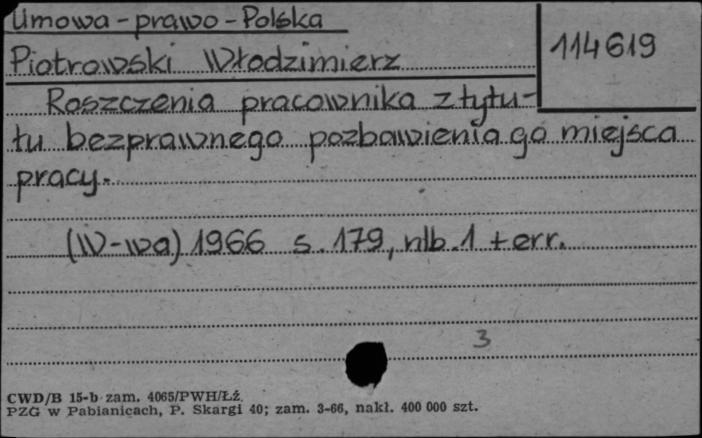 Umowa-prawo-Polska
114619
Piotrowski Włodzimierz
Roszczenia pracownika z tytu-
łu bezprawnego pozbawienia go miejsca
pracy.
(W-wa) 1966 s. 179, nlb. 1 + err.
3
CWD/B 15-b zam. 4065/PWH/Łź.
PZG w Pabianicach, P. Skargi 40; zam. 3-66, nakł. 400 000 szt.